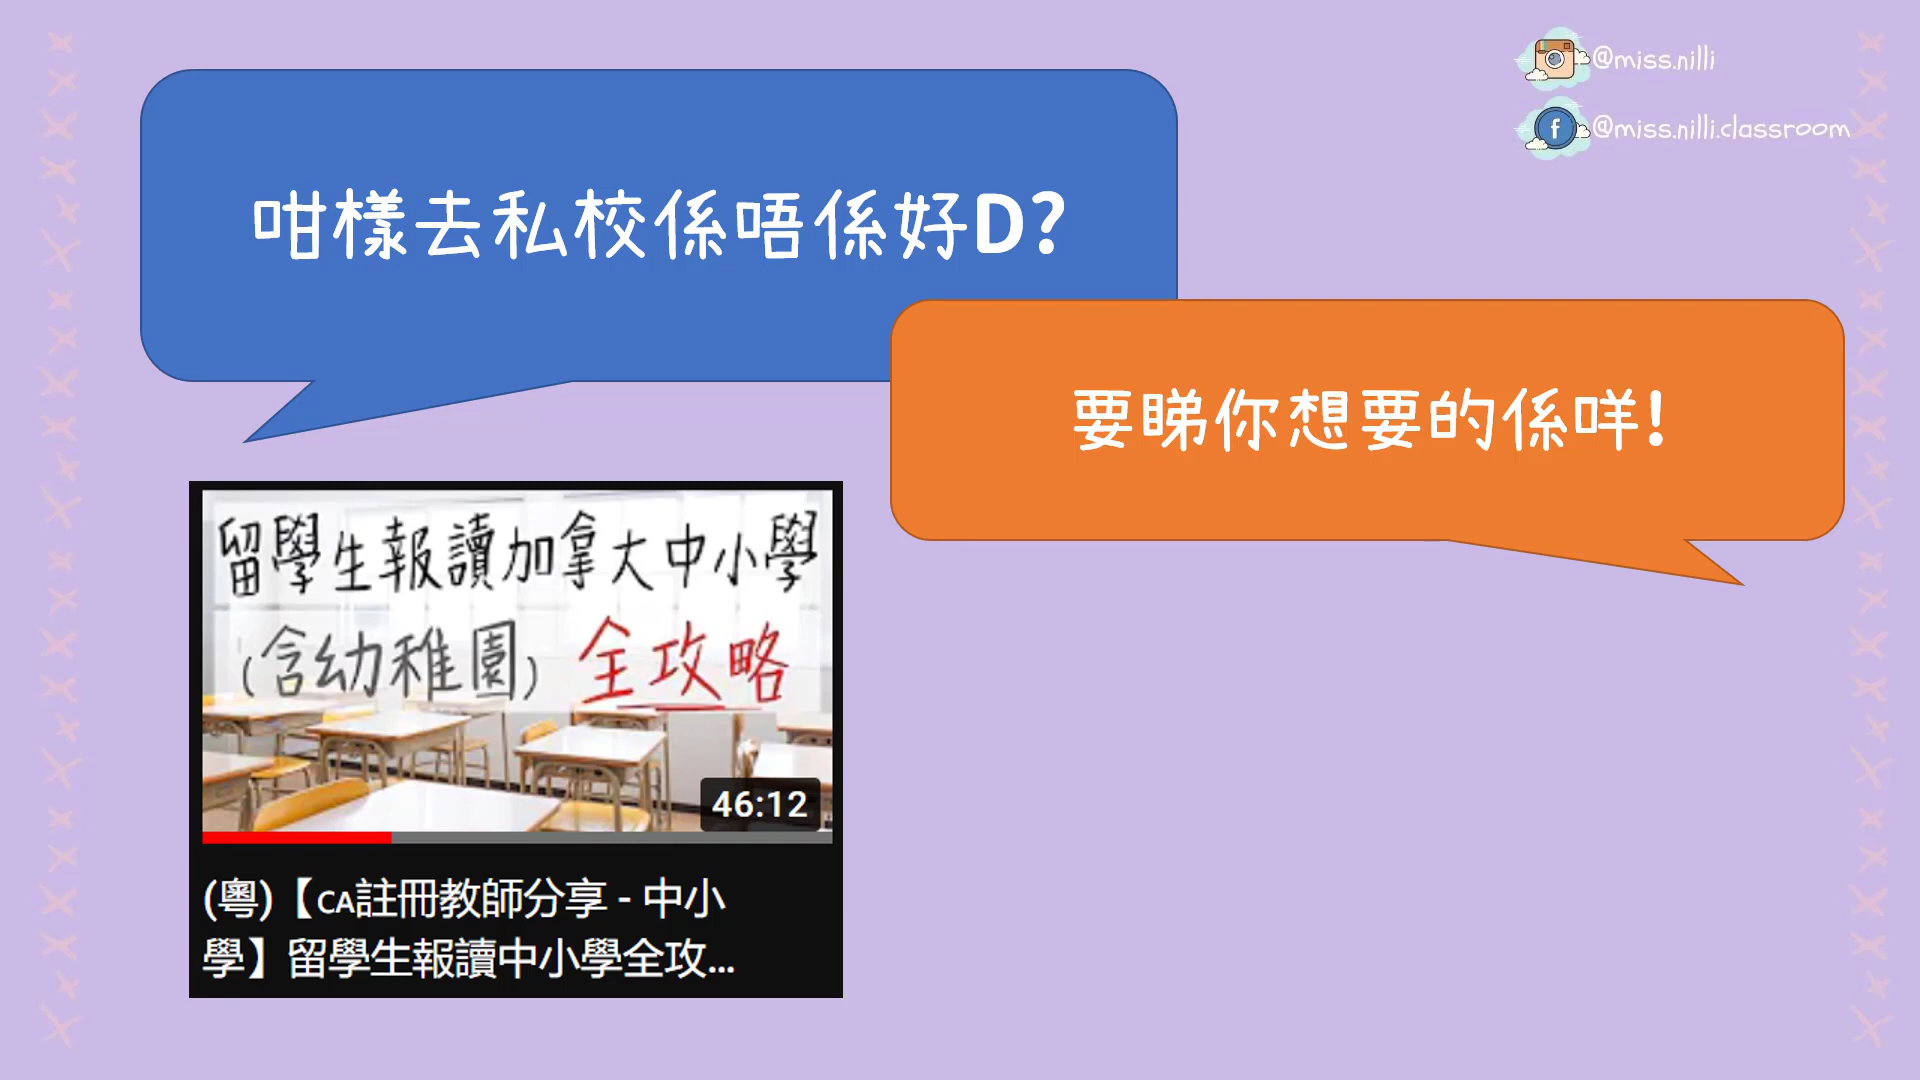 @miss.nilli
@miss.nilli.classroom
咁樣去私校係唔係好D?
要睇你想要的係咩!
留學生報讀加拿大中小學
(含幼稚園) 全攻略
46:12
(粵)【CA註冊教師分享 - 中小
學】留學生報讀中小學全攻...